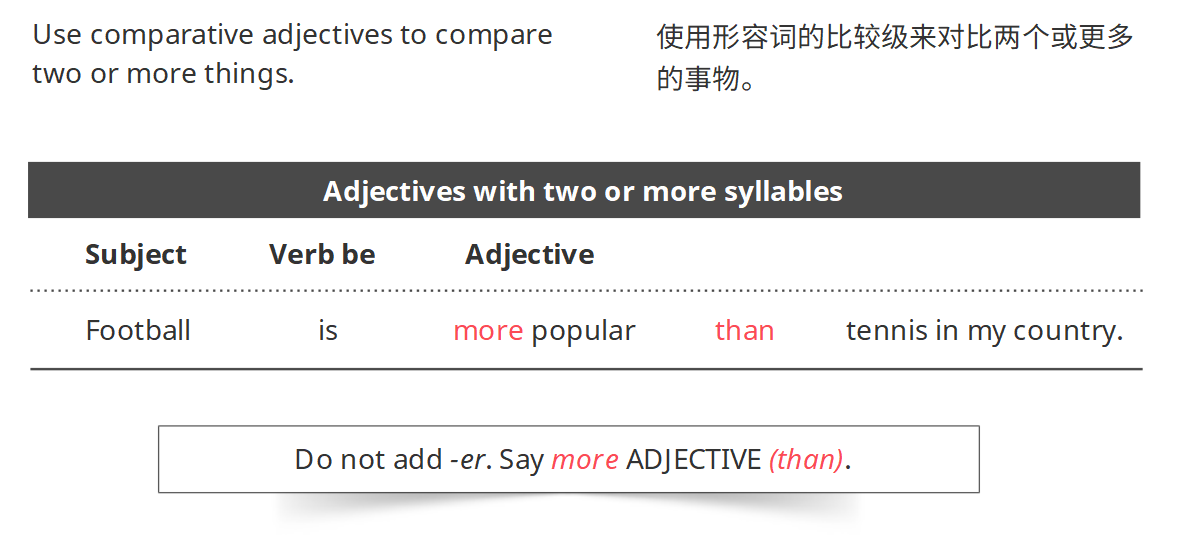 Use comparative adjectives to compare
two or more things.
使用形容词的比较级来对比两个或更多
的事物。
Adjectives with two or more syllables
Subject Verb be Adjective
Football is more popular than tennis in my country.
Do not add -er. Say more ADJECTIVE (than).